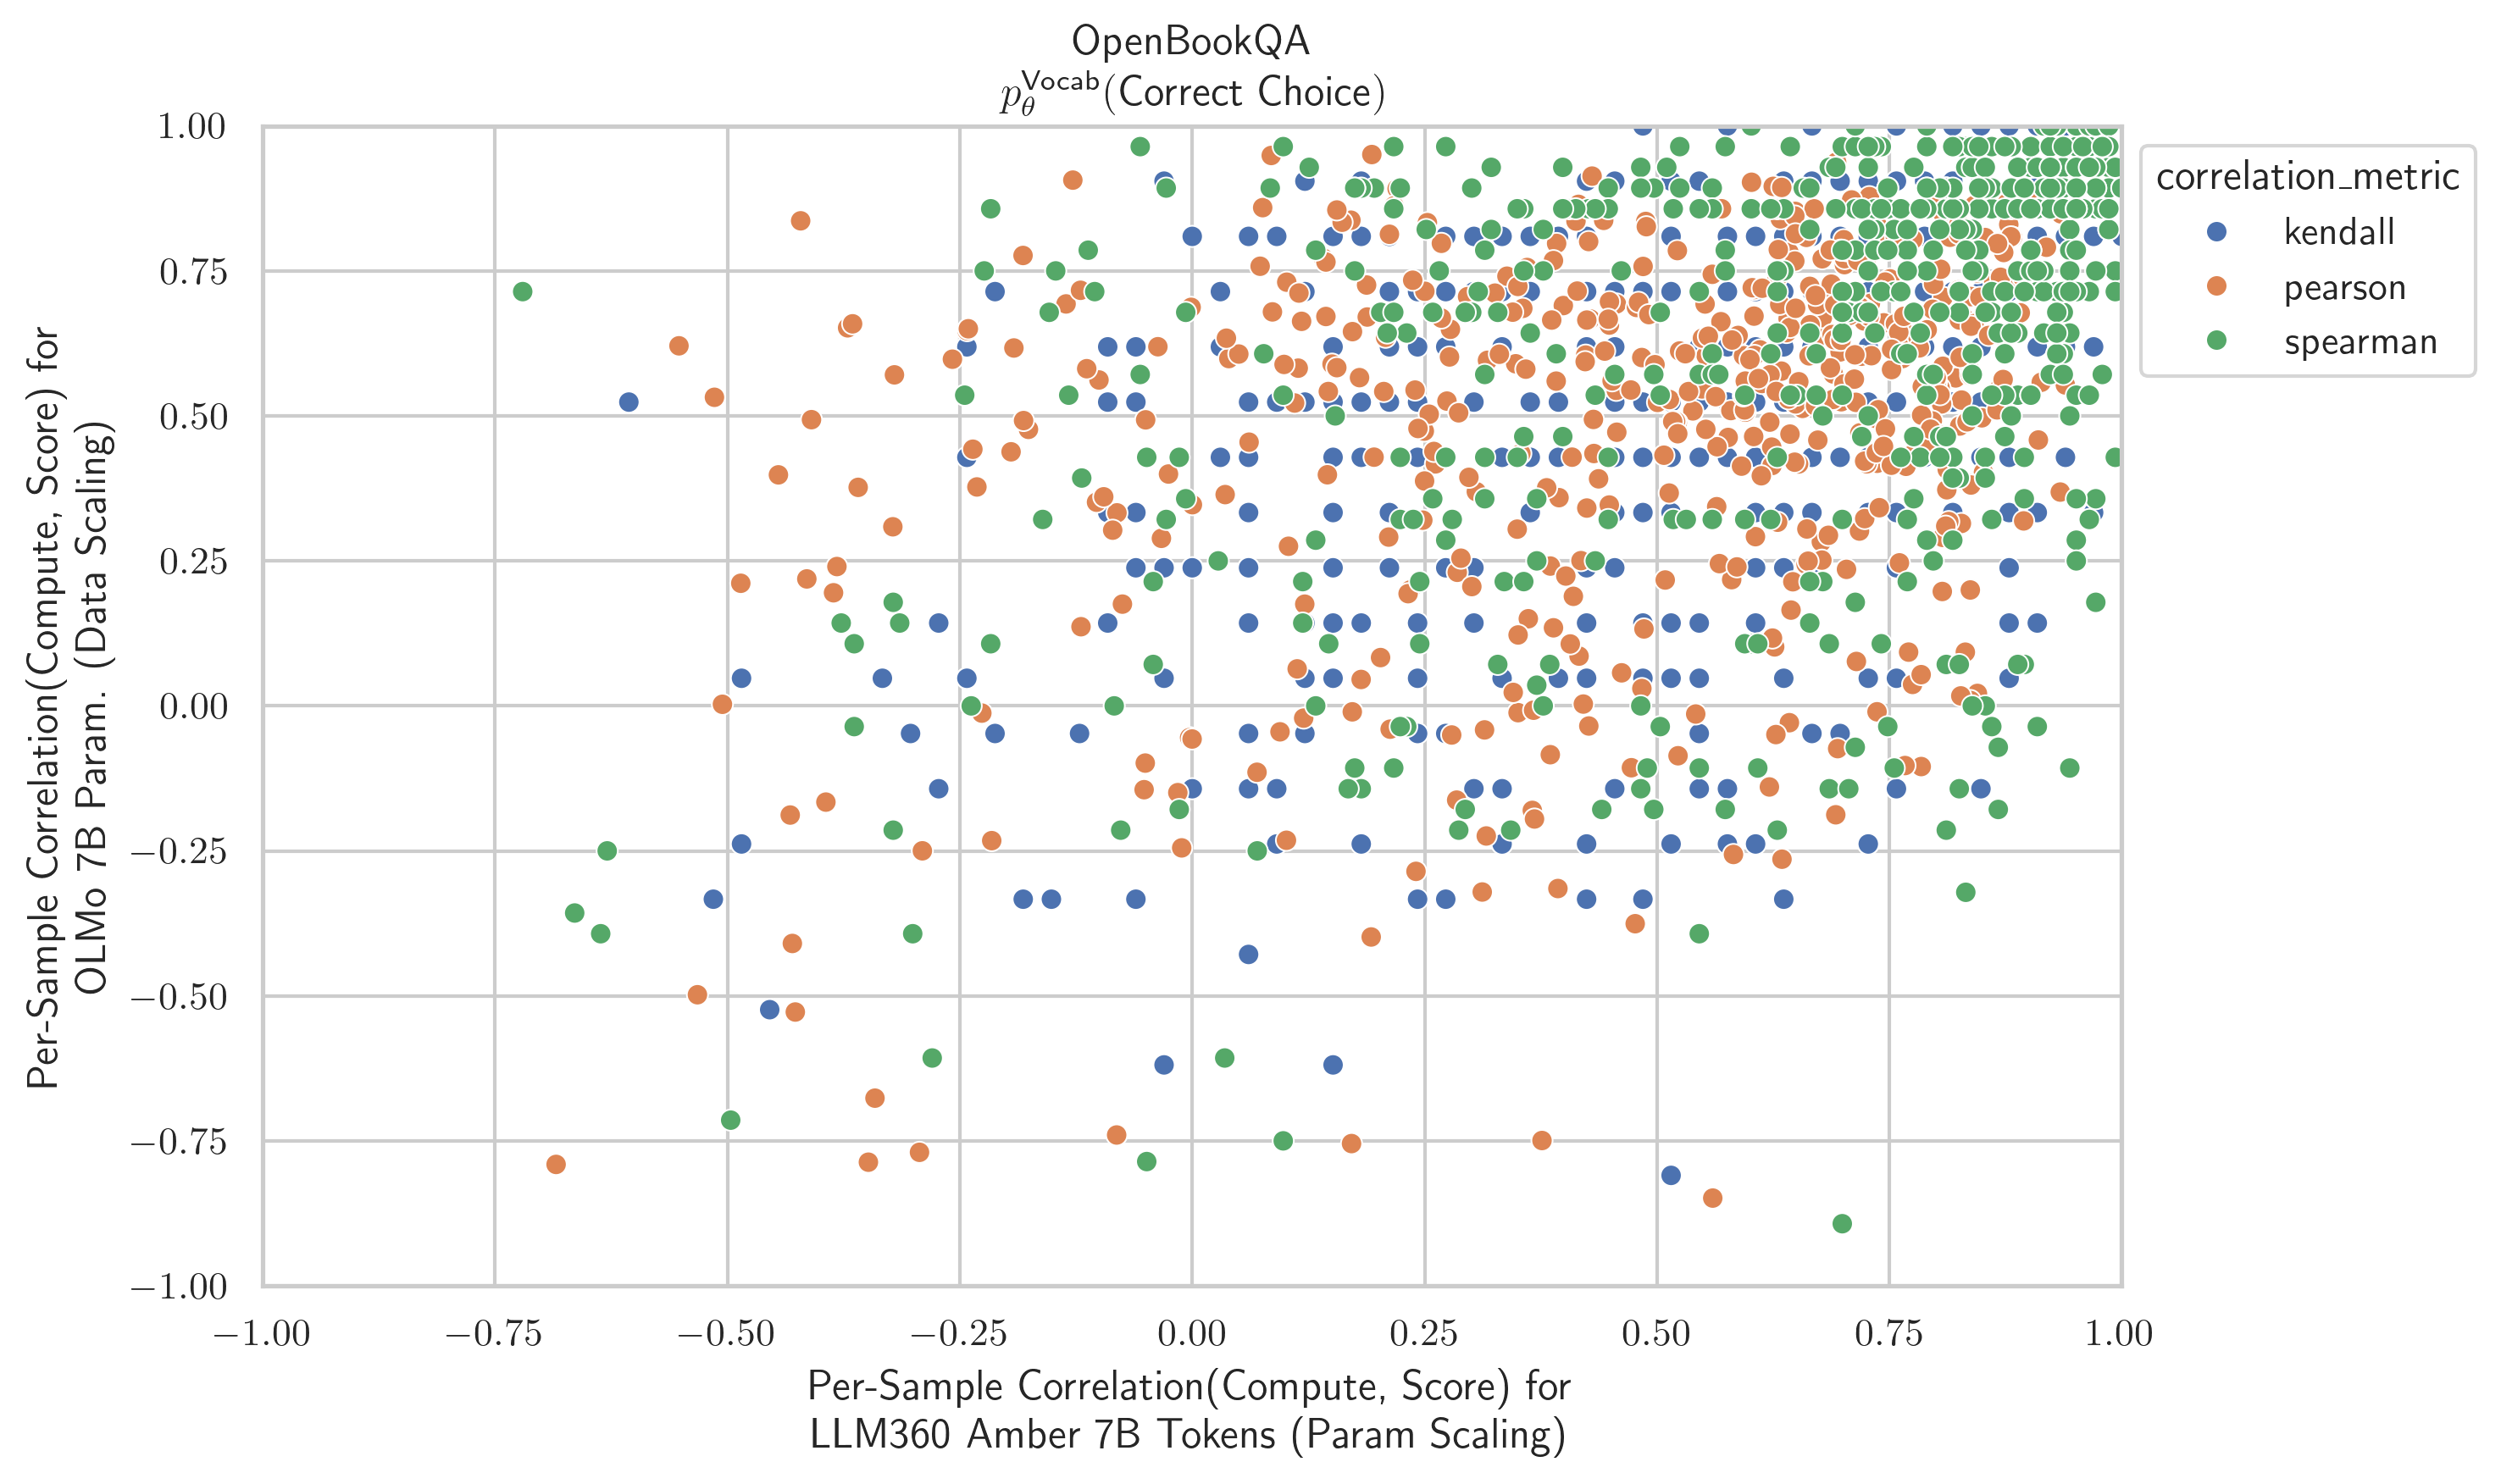 OpenBookQA
p_θ^Vocab(Correct Choice)
1.00
0.75
0.50
0.25
0.00
−0.25
−0.50
−0.75
−1.00
Per-Sample Correlation(Compute, Score) for
OLMo 7B Param. (Data Scaling)
−1.00 −0.75 −0.50 −0.25 0.00 0.25 0.50 0.75 1.00
Per-Sample Correlation(Compute, Score) for
LLM360 Amber 7B Tokens (Param Scaling)
correlation_metric
kendall
pearson
spearman